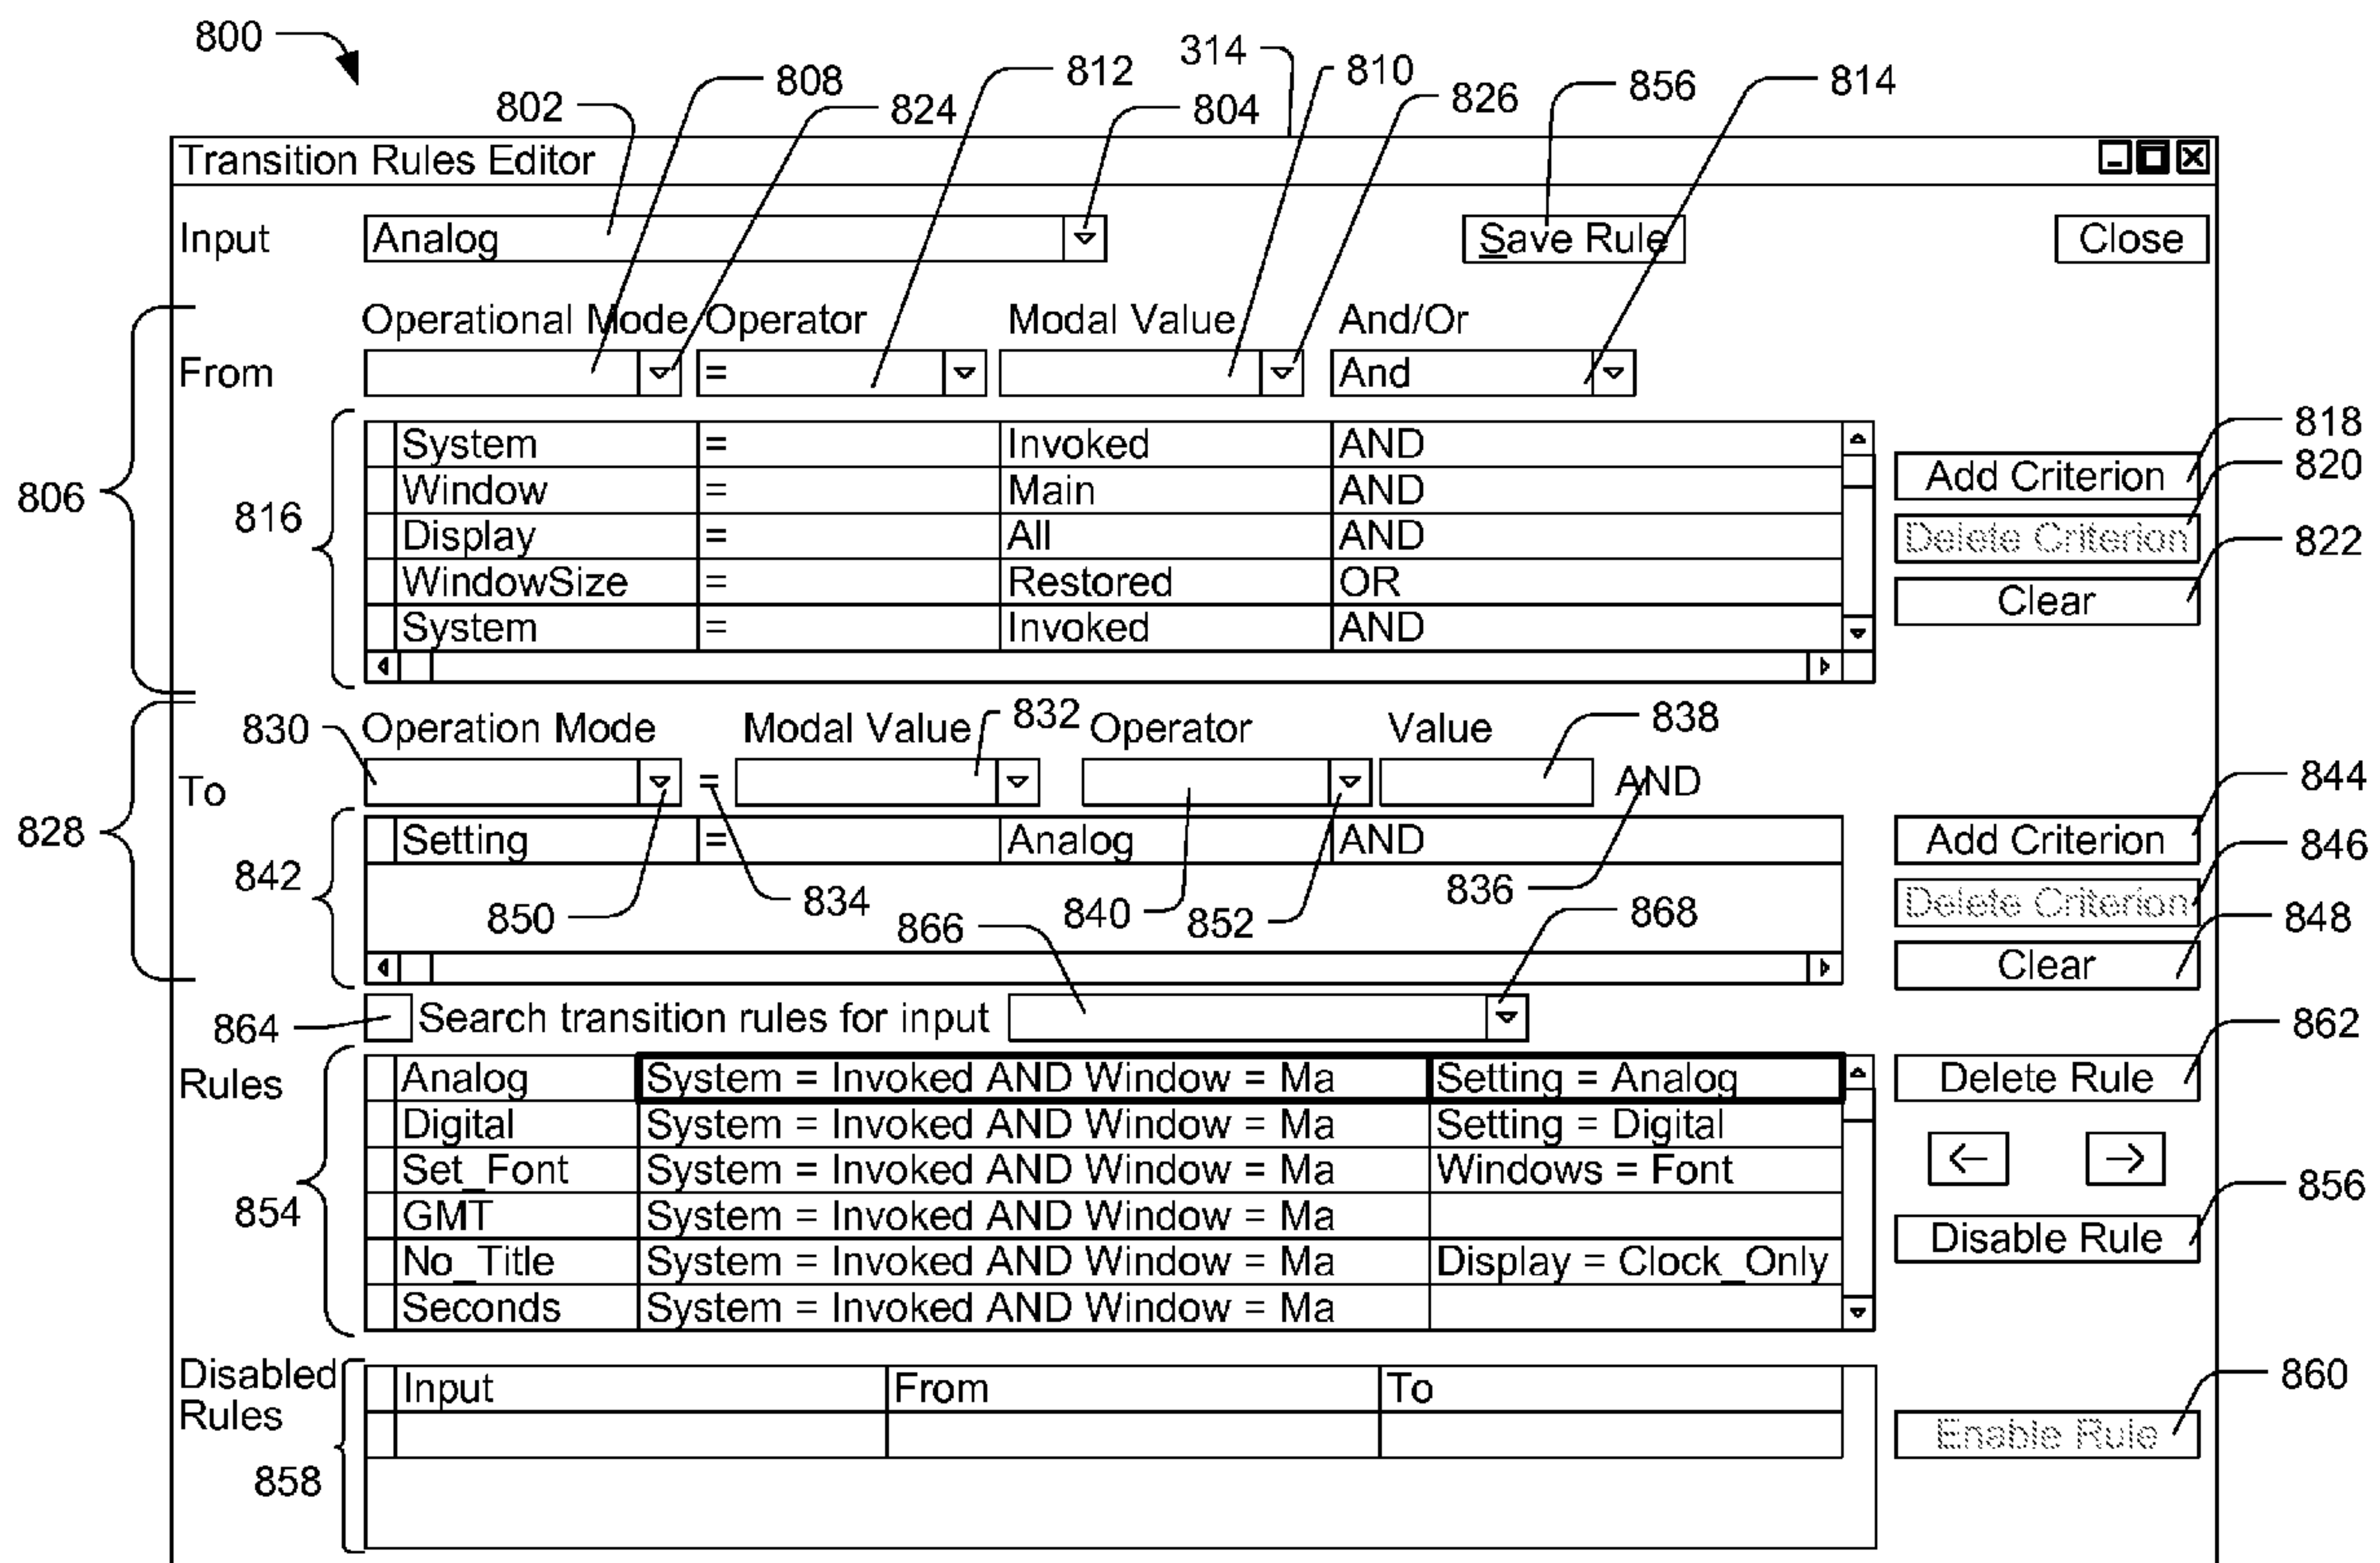 800
314
808
812
810
814
802
824
804
826
856
Transition Rules Editor
Input Analog Save Rule Close
Operational Mode Operator Modal Value And/Or
From = And
806
816
System = Invoked AND
Window = Main AND
Display = All AND
WindowSize = Restored OR
System = Invoked AND
Add Criterion 818
Delete Criterion 820
Clear 822
830 Operation Mode Modal Value 832 Operator Value 838
To = AND
828
842
Setting = Analog AND
Add Criterion 844
Delete Criterion 846
Clear 848
850 834 840 852 836
866 868
864 Search transition rules for input
862
Rules
854
Analog System = Invoked AND Window = Ma Setting = Analog
Digital System = Invoked AND Window = Ma Setting = Digital
Set_Font System = Invoked AND Window = Ma Windows = Font
GMT System = Invoked AND Window = Ma
No_Title System = Invoked AND Window = Ma Display = Clock_Only
Seconds System = Invoked AND Window = Ma
Delete Rule
← →
Disable Rule 856
Disabled Rules
858
Input From To
Enable Rule 860